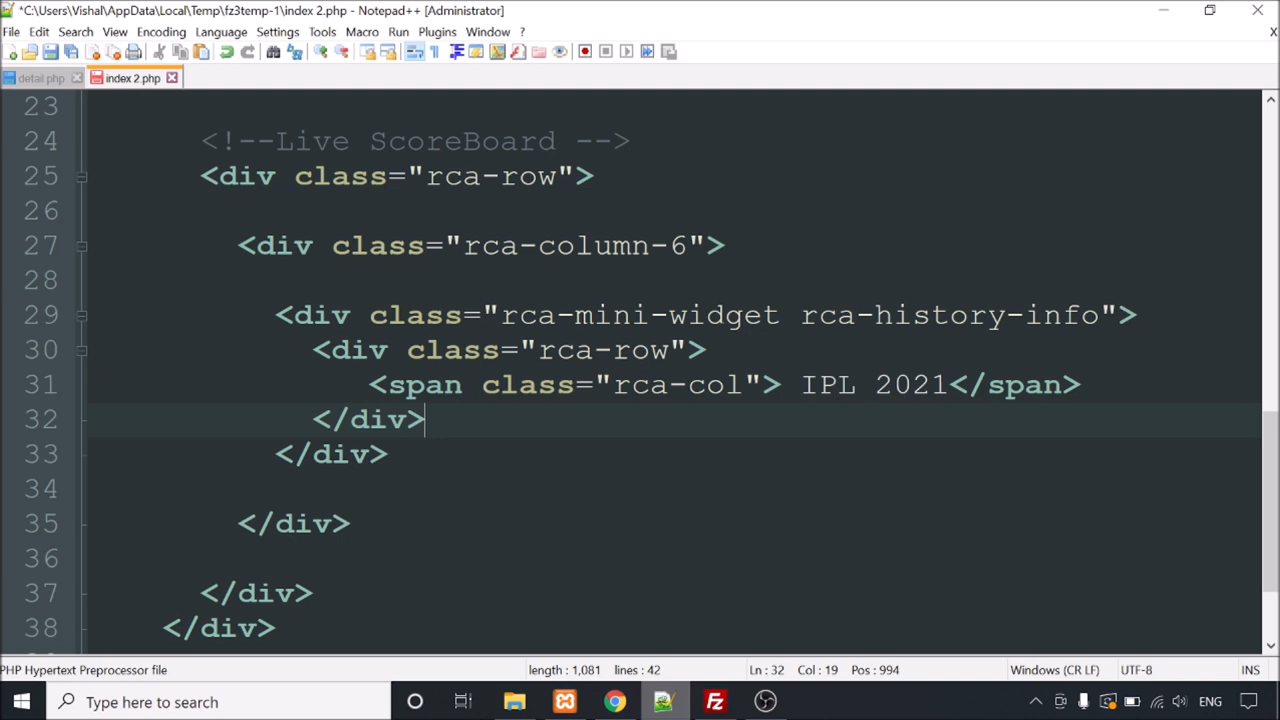 *C:\Users\Vishal\AppData\Local\Temp\fz3temp-1\index 2.php - Notepad++ [Administrator]
File Edit Search View Encoding Language Settings Tools Macro Run Plugins Window ? X
detail.php index 2.php
23
24 <!--Live ScoreBoard -->
25 <div class="rca-row">
26
27 <div class="rca-column-6">
28
29 <div class="rca-mini-widget rca-history-info">
30 <div class="rca-row">
31 <span class="rca-col"> IPL 2021</span>
32 </div>
33 </div>
34
35 </div>
36
37 </div>
38 </div>
PHP Hypertext Preprocessor file length : 1,081 lines : 42 Ln : 32 Col : 19 Pos : 994 Windows (CR LF) UTF-8 INS
Type here to search ENG